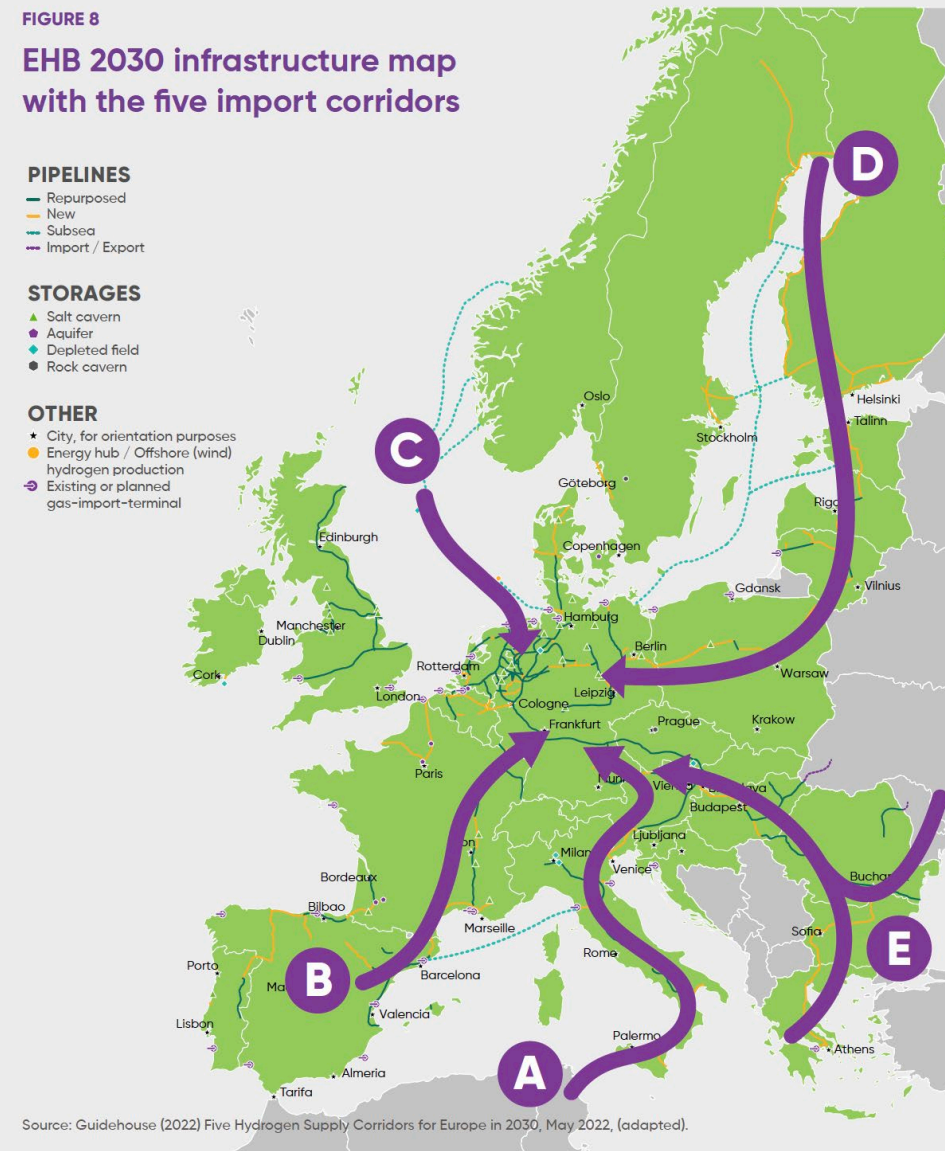 FIGURE 8
EHB 2030 infrastructure map
with the five import corridors
PIPELINES
Repurposed
New
Subsea
Import / Export
STORAGES
Salt cavern
Aquifer
Depleted field
Rock cavern
OTHER
City, for orientation purposes
Energy hub / Offshore (wind)
hydrogen production
Existing or planned
gas-import-terminal
D
Oslo
Helsinki
Talinn
Stockholm
C
Göteborg
Riga
Edinburgh
Copenhagen
Vilnius
Gdansk
Hamburg
Manchester
Dublin
Berlin
Rotterdam
Warsaw
Cork
London
Leipzig
Cologne
Frankfurt
Prague
Krakow
Paris
Budapest
Ljubljana
Milan
Venice
Bordeaux
Bilbao
Marseille
Sofia
E
Rome
Porto
B
Barcelona
Valencia
Lisbon
Palermo
Athens
A
Almeria
Tarifa
Source: Guidehouse (2022) Five Hydrogen Supply Corridors for Europe in 2030, May 2022, (adapted).